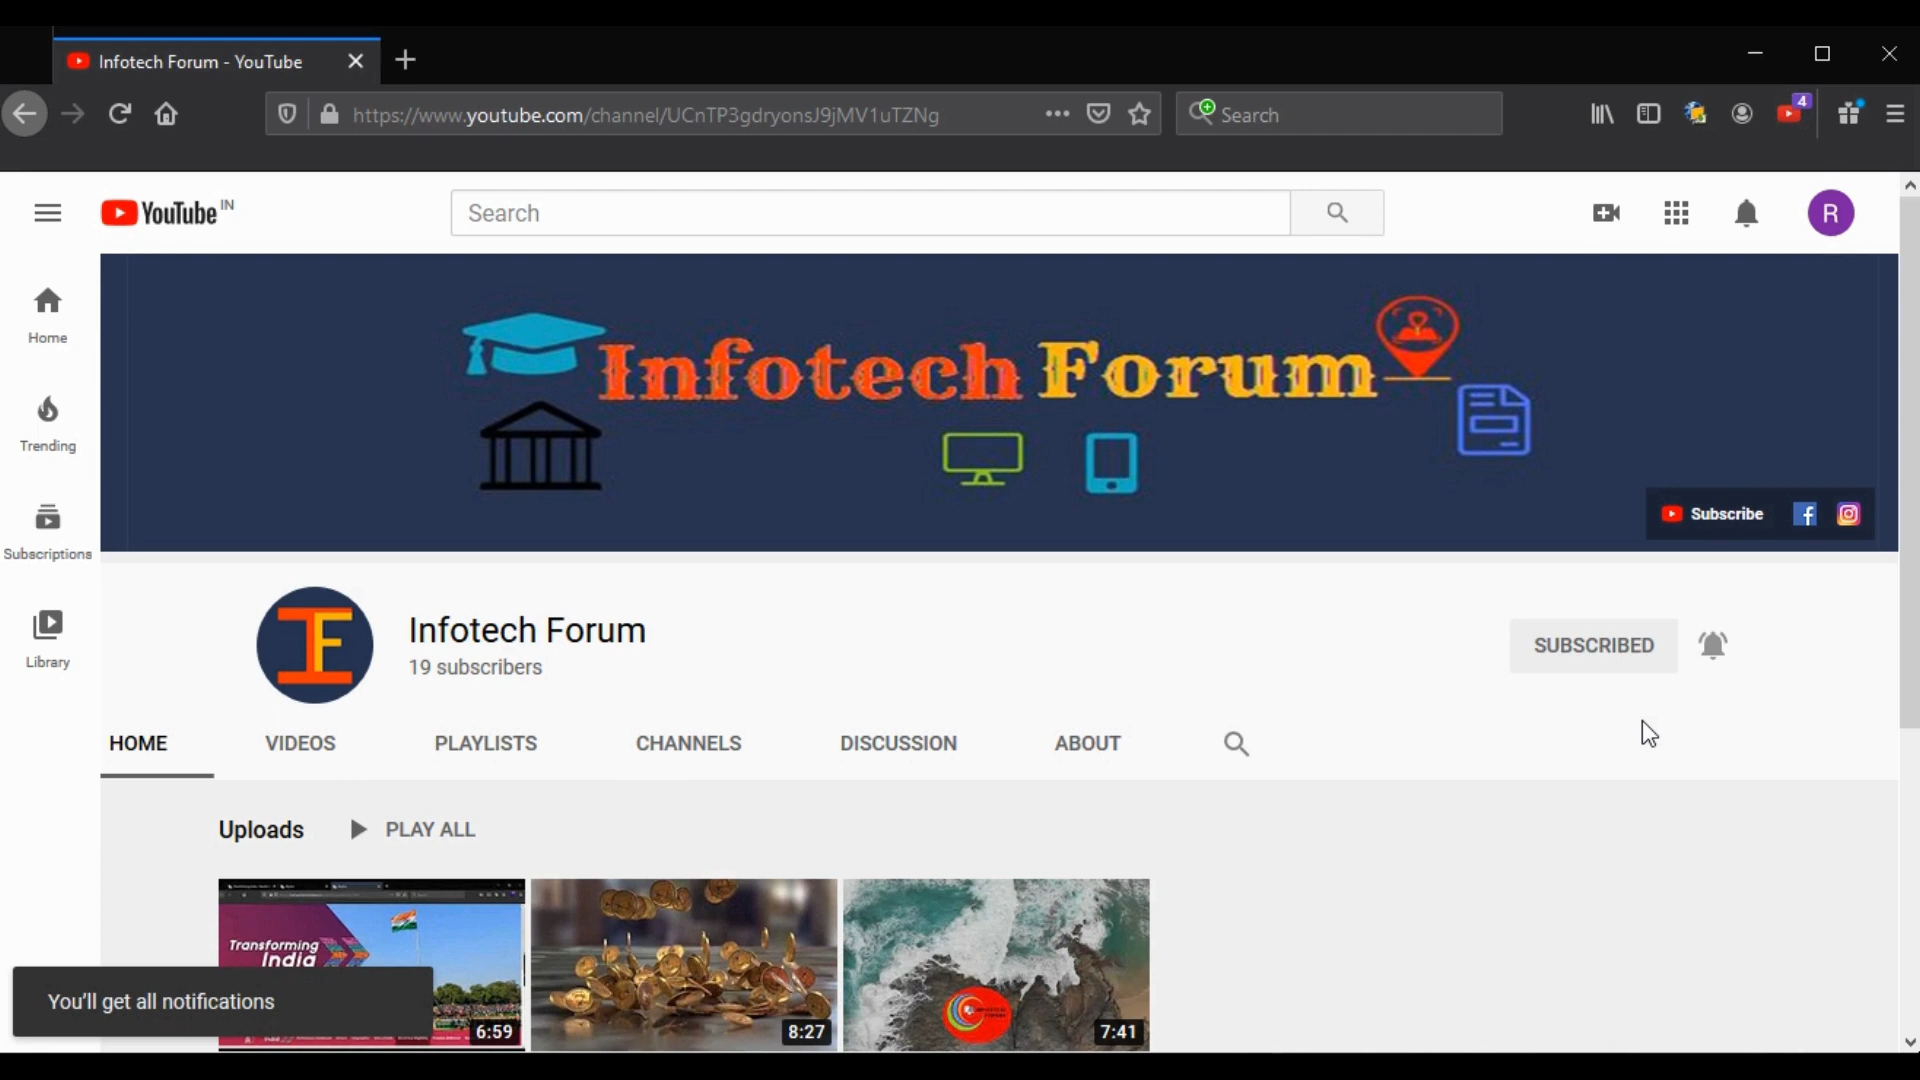 Infotech Forum - YouTube
https://www.youtube.com/channel/UCnTP3gdryonsJ9jMV1uTZNg
Search
4
YouTube IN
Search
R
Home
Trending
Subscriptions
Library
Infotech Forum
Subscribe
IF
Infotech Forum
19 subscribers
SUBSCRIBED
HOME VIDEOS PLAYLISTS CHANNELS DISCUSSION ABOUT
Uploads PLAY ALL
Transforming
India
You'll get all notifications
6:59
8:27
7:41